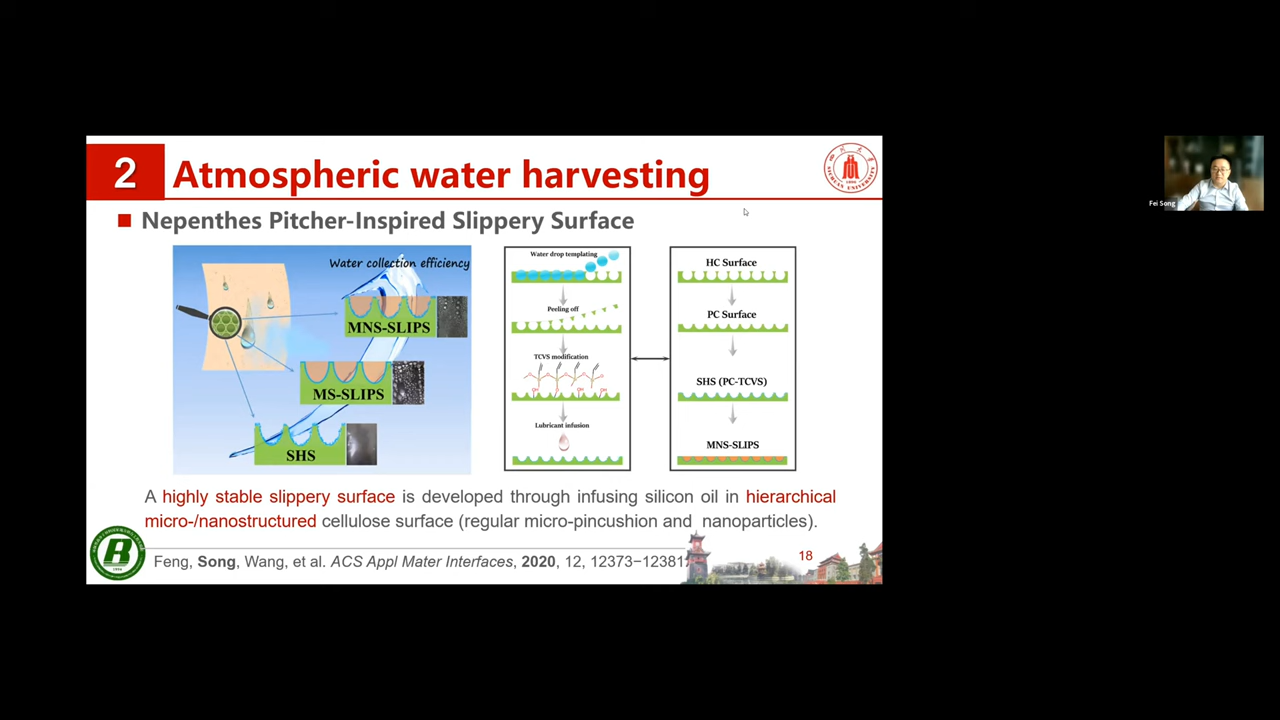 2
Atmospheric water harvesting
SICHUAN UNIVERSITY
Nepenthes Pitcher-Inspired Slippery Surface
Water collection efficiency
MNS-SLIPS
MS-SLIPS
SHS
Water drop templating
Peeling off
TCVS modification
Lubricant infusion
HC Surface
PC Surface
SHS (PC-TCVS)
MNS-SLIPS
A highly stable slippery surface is developed through infusing silicon oil in hierarchical
micro-/nanostructured cellulose surface (regular micro-pincushion and nanoparticles).
Feng, Song, Wang, et al. ACS Appl Mater Interfaces, 2020, 12, 12373−12381.
18
Fei Song